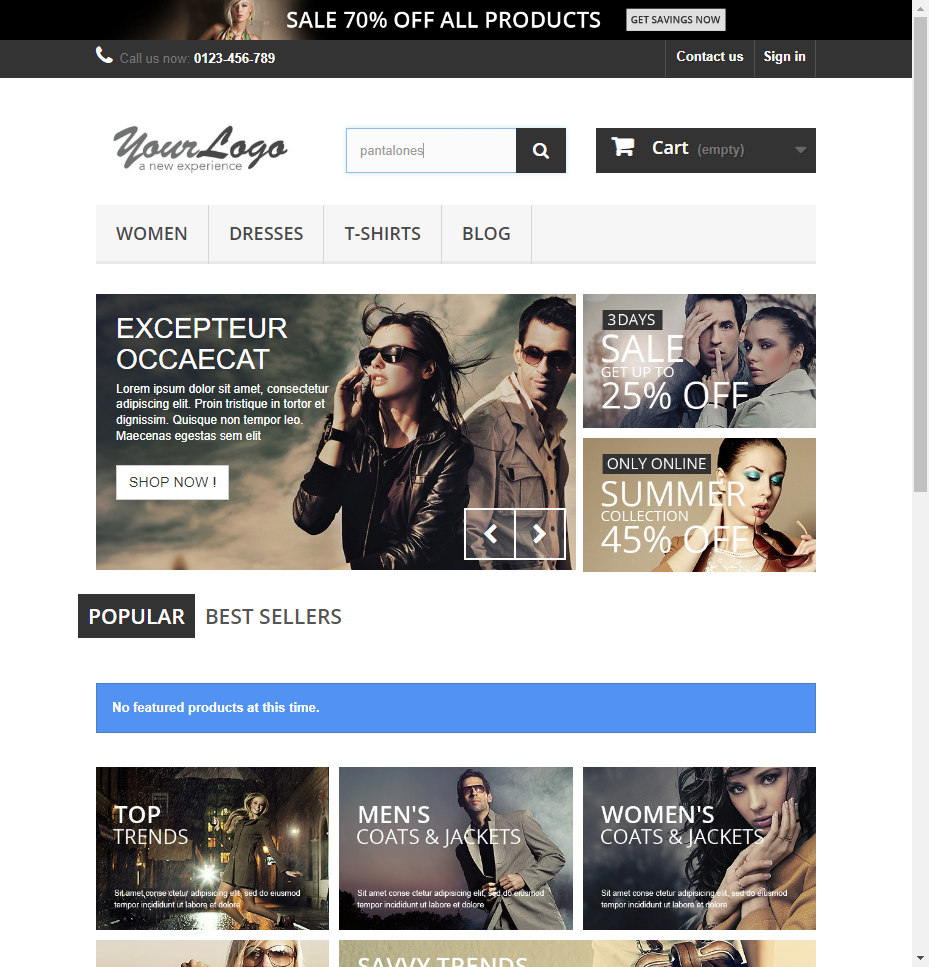 SALE 70% OFF ALL PRODUCTS GET SAVINGS NOW
Call us now: 0123-456-789
Contact us
Sign in
YourLogo
a new experience
pantalones
Cart (empty)
WOMEN
DRESSES
T-SHIRTS
BLOG
EXCEPTEUR
OCCAECAT
Lorem ipsum dolor sit amet, consectetur
adipiscing elit. Proin tristique in tortor et
dignissim. Quisque non tempor leo.
Maecenas egestas sem elit
SHOP NOW !
3 DAYS
SALE
GET UP TO
25% OFF
ONLY ONLINE
SUMMER
COLLECTION
45% OFF
POPULAR
BEST SELLERS
No featured products at this time.
TOP
TRENDS
Sit amet conse ctetur adipisicing elit, sed do eiusmod
tempor incididunt ut labore et dolore
MEN'S
COATS & JACKETS
Sit amet conse ctetur adipisicing elit, sed do eiusmod
tempor incididunt ut labore et dolore
WOMEN'S
COATS & JACKETS
Sit amet conse ctetur adipisicing elit, sed do eiusmod
tempor incididunt ut labore et dolore
SAVVY TRENDS